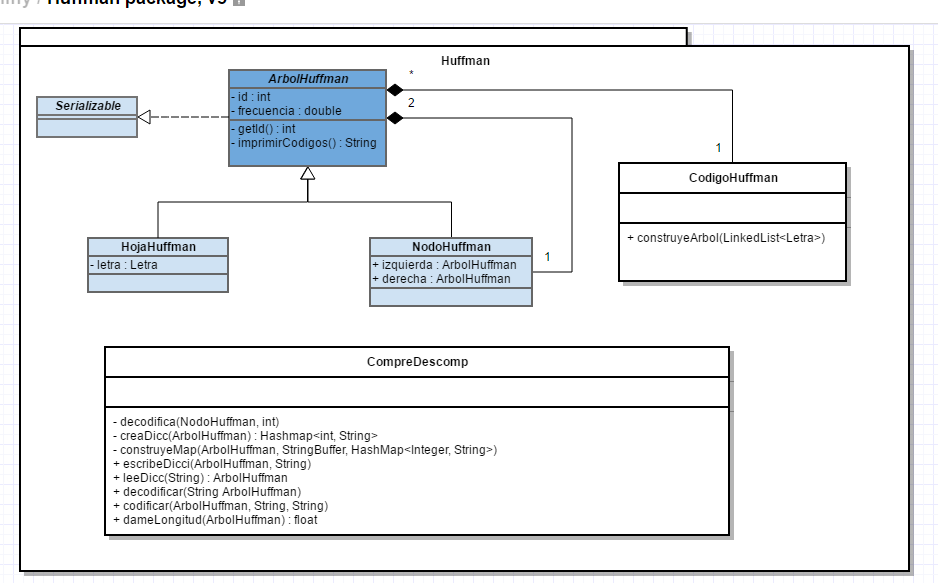 Huffman package, v5
Huffman
ArbolHuffman
- id : int
- frecuencia : double
- getId() : int
- imprimirCodigos() : String
*
2
1
Serializable
CodigoHuffman
+ construyeArbol(LinkedList<Letra>)
HojaHuffman
- letra : Letra
NodoHuffman
+ izquierda : ArbolHuffman
+ derecha : ArbolHuffman
1
CompreDescomp
- decodifica(NodoHuffman, int)
- creaDicc(ArbolHuffman) : Hashmap<int, String>
- construyeMap(ArbolHuffman, StringBuffer, HashMap<Integer, String>)
+ escribeDicci(ArbolHuffman, String)
+ leeDicc(String) : ArbolHuffman
+ decodificar(String ArbolHuffman)
+ codificar(ArbolHuffman, String, String)
+ dameLongitud(ArbolHuffman) : float